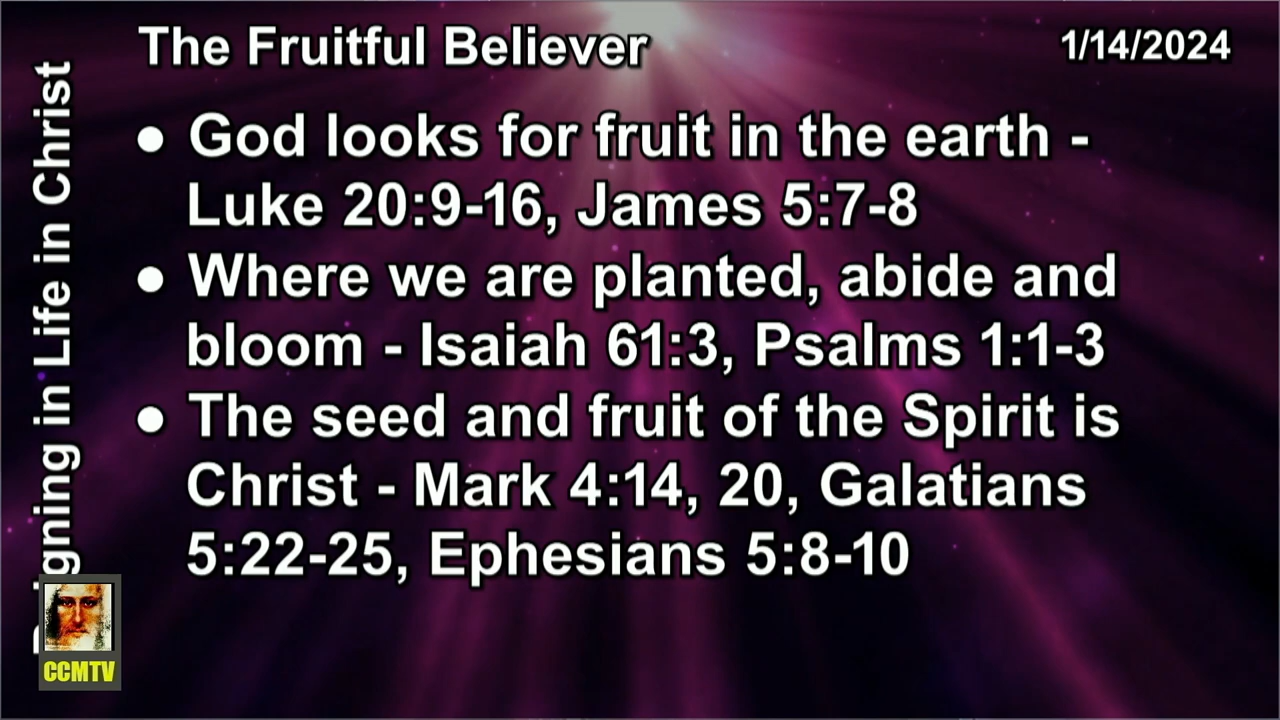 The Fruitful Believer
1/14/2024
● God looks for fruit in the earth -
Luke 20:9-16, James 5:7-8
● Where we are planted, abide and
bloom - Isaiah 61:3, Psalms 1:1-3
● The seed and fruit of the Spirit is
Christ - Mark 4:14, 20, Galatians
5:22-25, Ephesians 5:8-10
in Life in Christ
CCMTV